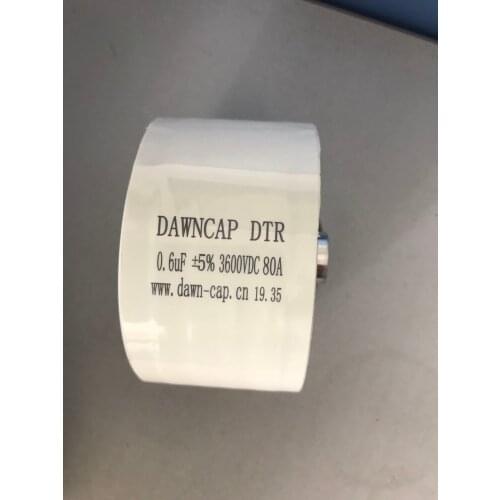 DAWNCAP DTR
0.6uF ±5% 3600VDC 80A
www.dawn-cap.cn 19.35